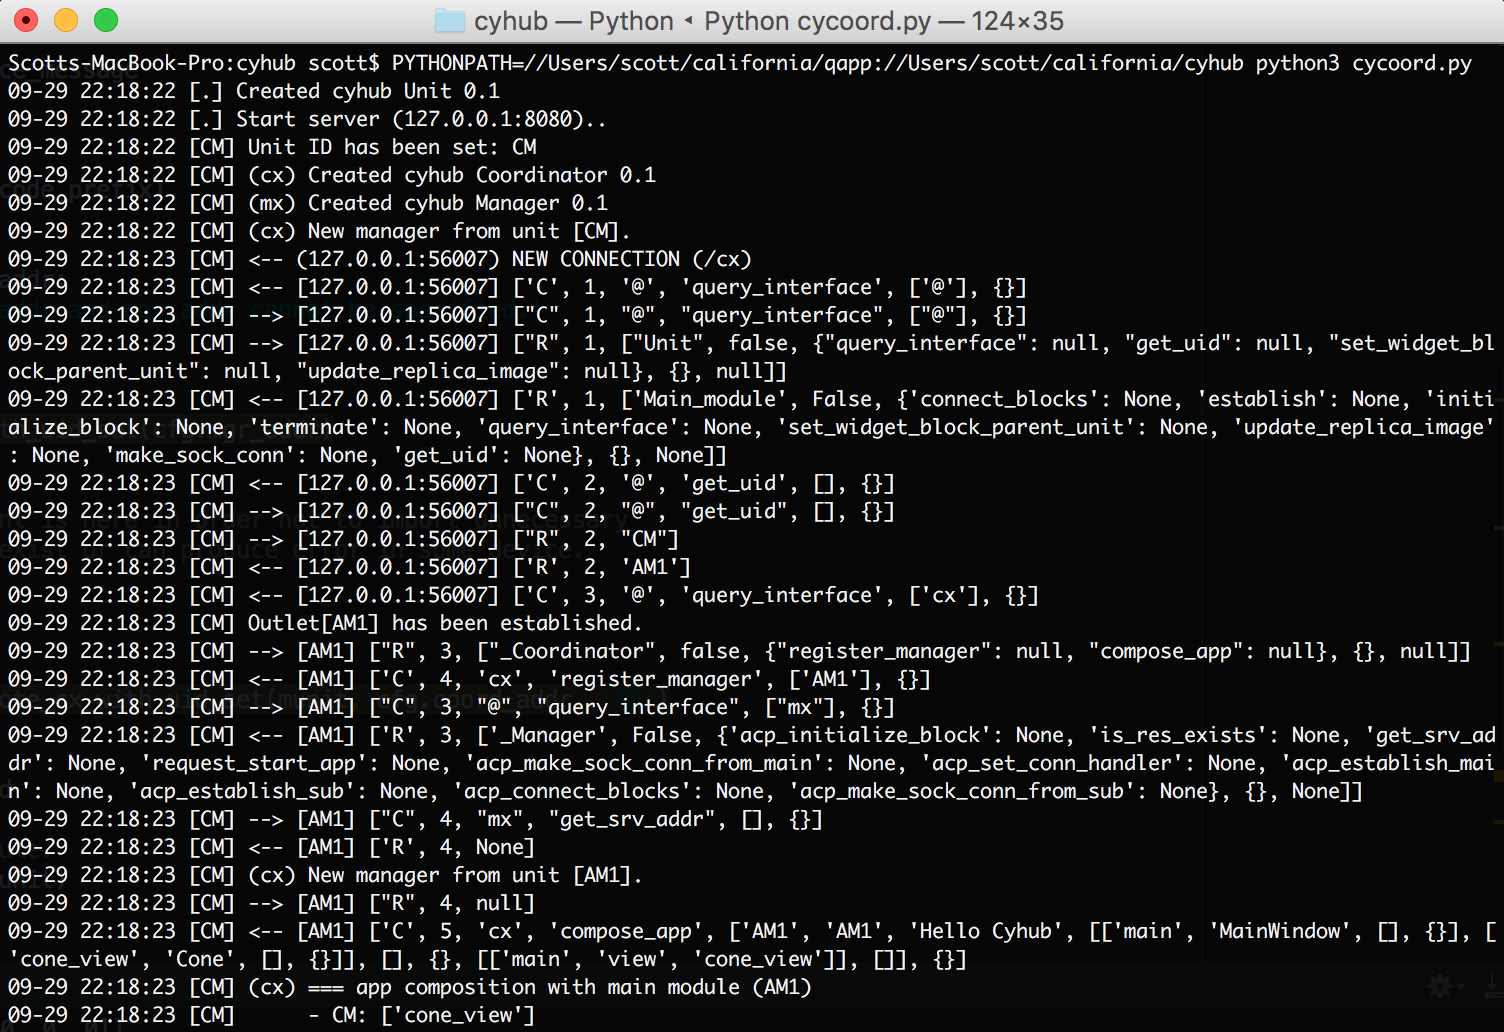 cyhub — Python ◂ Python cycoord.py — 124×35
Scotts-MacBook-Pro:cyhub scott$ PYTHONPATH=//Users/scott/california/qapp://Users/scott/california/cyhub python3 cycoord.py
09-29 22:18:22 [.] Created cyhub Unit 0.1
09-29 22:18:22 [.] Start server (127.0.0.1:8080)..
09-29 22:18:22 [CM] Unit ID has been set: CM
09-29 22:18:22 [CM] (cx) Created cyhub Coordinator 0.1
09-29 22:18:22 [CM] (mx) Created cyhub Manager 0.1
09-29 22:18:22 [CM] (cx) New manager from unit [CM].
09-29 22:18:23 [CM] <-- (127.0.0.1:56007) NEW CONNECTION (/cx)
09-29 22:18:23 [CM] <-- [127.0.0.1:56007] ['C', 1, '@', 'query_interface', ['@'], {}]
09-29 22:18:23 [CM] --> [127.0.0.1:56007] ["C", 1, "@", "query_interface", ["@"], {}]
09-29 22:18:23 [CM] --> [127.0.0.1:56007] ["R", 1, ["Unit", false, {"query_interface": null, "get_uid": null, "set_widget_bl
ock_parent_unit": null, "update_replica_image": null}, {}, null]]
09-29 22:18:23 [CM] <-- [127.0.0.1:56007] ['R', 1, ['Main_module', False, {'connect_blocks': None, 'establish': None, 'initi
alize_block': None, 'terminate': None, 'query_interface': None, 'set_widget_block_parent_unit': None, 'update_replica_image'
: None, 'make_sock_conn': None, 'get_uid': None}, {}, None]]
09-29 22:18:23 [CM] <-- [127.0.0.1:56007] ['C', 2, '@', 'get_uid', [], {}]
09-29 22:18:23 [CM] --> [127.0.0.1:56007] ["C", 2, "@", "get_uid", [], {}]
09-29 22:18:23 [CM] --> [127.0.0.1:56007] ["R", 2, "CM"]
09-29 22:18:23 [CM] <-- [127.0.0.1:56007] ['R', 2, 'AM1']
09-29 22:18:23 [CM] <-- [127.0.0.1:56007] ['C', 3, '@', 'query_interface', ['cx'], {}]
09-29 22:18:23 [CM] Outlet[AM1] has been established.
09-29 22:18:23 [CM] --> [AM1] ["R", 3, ["_Coordinator", false, {"register_manager": null, "compose_app": null}, {}, null]]
09-29 22:18:23 [CM] <-- [AM1] ['C', 4, 'cx', 'register_manager', ['AM1'], {}]
09-29 22:18:23 [CM] --> [AM1] ["C", 3, "@", "query_interface", ["mx"], {}]
09-29 22:18:23 [CM] <-- [AM1] ['R', 3, ['_Manager', False, {'acp_initialize_block': None, 'is_res_exists': None, 'get_srv_ad
dr': None, 'request_start_app': None, 'acp_make_sock_conn_from_main': None, 'acp_set_conn_handler': None, 'acp_establish_mai
n': None, 'acp_establish_sub': None, 'acp_connect_blocks': None, 'acp_make_sock_conn_from_sub': None}, {}, None]]
09-29 22:18:23 [CM] --> [AM1] ["C", 4, "mx", "get_srv_addr", [], {}]
09-29 22:18:23 [CM] <-- [AM1] ['R', 4, None]
09-29 22:18:23 [CM] (cx) New manager from unit [AM1].
09-29 22:18:23 [CM] --> [AM1] ["R", 4, null]
09-29 22:18:23 [CM] <-- [AM1] ['C', 5, 'cx', 'compose_app', ['AM1', 'AM1', 'Hello Cyhub', [['main', 'MainWindow', [], {}], [
'cone_view', 'Cone', [], {}]], [], {}, [['main', 'view', 'cone_view']], []], {}]
09-29 22:18:23 [CM] (cx) === app composition with main module (AM1)
09-29 22:18:23 [CM]      - CM: ['cone_view']